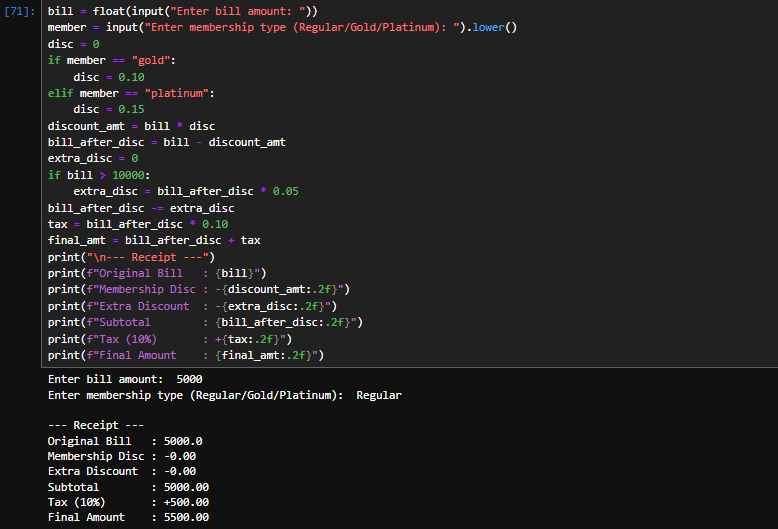 [71]: bill = float(input("Enter bill amount: "))
member = input("Enter membership type (Regular/Gold/Platinum): ").lower()
disc = 0
if member == "gold":
    disc = 0.10
elif member == "platinum":
    disc = 0.15
discount_amt = bill * disc
bill_after_disc = bill - discount_amt
extra_disc = 0
if bill > 10000:
    extra_disc = bill_after_disc * 0.05
bill_after_disc -= extra_disc
tax = bill_after_disc * 0.10
final_amt = bill_after_disc + tax
print("\n--- Receipt ---")
print(f"Original Bill   : {bill}")
print(f"Membership Disc : -{discount_amt:.2f}")
print(f"Extra Discount  : -{extra_disc:.2f}")
print(f"Subtotal        : {bill_after_disc:.2f}")
print(f"Tax (10%)       : +{tax:.2f}")
print(f"Final Amount    : {final_amt:.2f}")
Enter bill amount:  5000
Enter membership type (Regular/Gold/Platinum):  Regular

--- Receipt ---
Original Bill   : 5000.0
Membership Disc : -0.00
Extra Discount  : -0.00
Subtotal        : 5000.00
Tax (10%)       : +500.00
Final Amount    : 5500.00